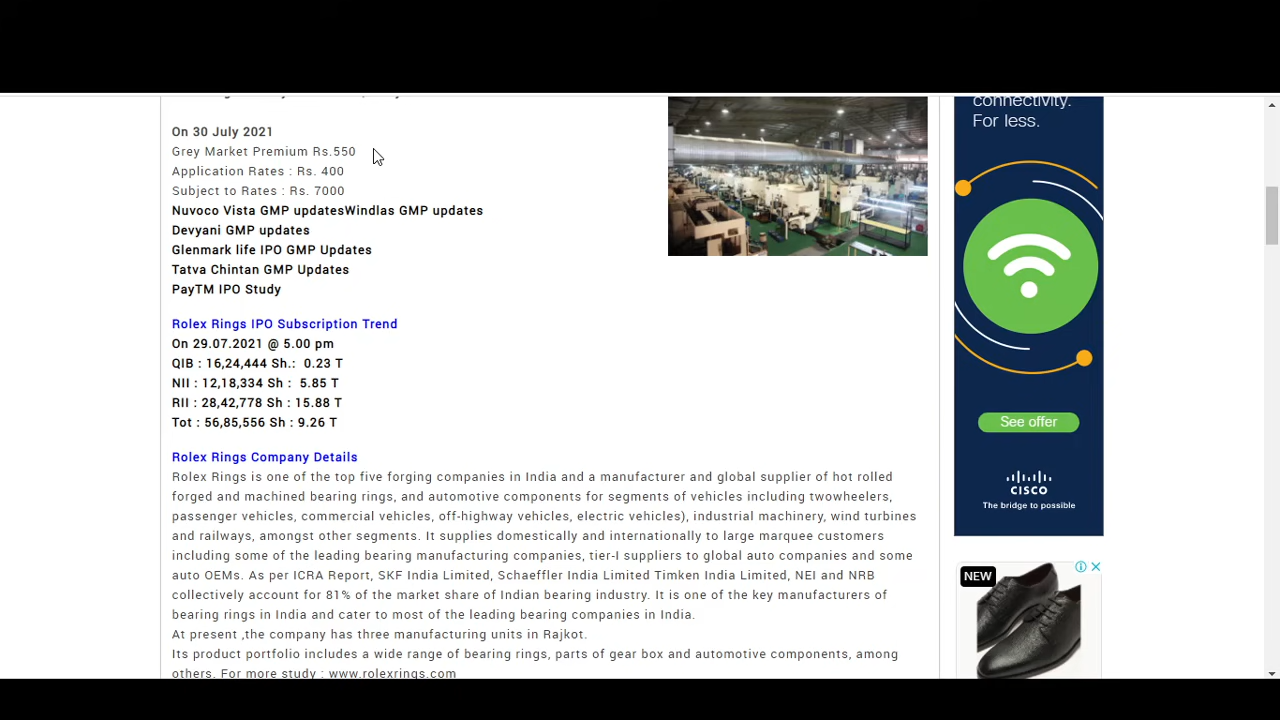 On 30 July 2021
Grey Market Premium Rs.550
Application Rates : Rs. 400
Subject to Rates : Rs. 7000
Nuvoco Vista GMP updatesWindlas GMP updates
Devyani GMP updates
Glenmark life IPO GMP Updates
Tatva Chintan GMP Updates
PayTM IPO Study
Rolex Rings IPO Subscription Trend
On 29.07.2021 @ 5.00 pm
QIB : 16,24,444 Sh.: 0.23 T
NII : 12,18,334 Sh : 5.85 T
RII : 28,42,778 Sh : 15.88 T
Tot : 56,85,556 Sh : 9.26 T
Rolex Rings Company Details
Rolex Rings is one of the top five forging companies in India and a manufacturer and global supplier of hot rolled
forged and machined bearing rings, and automotive components for segments of vehicles including twowheelers,
passenger vehicles, commercial vehicles, off-highway vehicles, electric vehicles), industrial machinery, wind turbines
and railways, amongst other segments. It supplies domestically and internationally to large marquee customers
including some of the leading bearing manufacturing companies, tier-I suppliers to global auto companies and some
auto OEMs. As per ICRA Report, SKF India Limited, Schaeffler India Limited Timken India Limited, NEI and NRB
collectively account for 81% of the market share of Indian bearing industry. It is one of the key manufacturers of
bearing rings in India and cater to most of the leading bearing companies in India.
At present ,the company has three manufacturing units in Rajkot.
Its product portfolio includes a wide range of bearing rings, parts of gear box and automotive components, among
others. For more study : www.rolexrings.com
connectivity.
For less.
See offer
CISCO
The bridge to possible
NEW